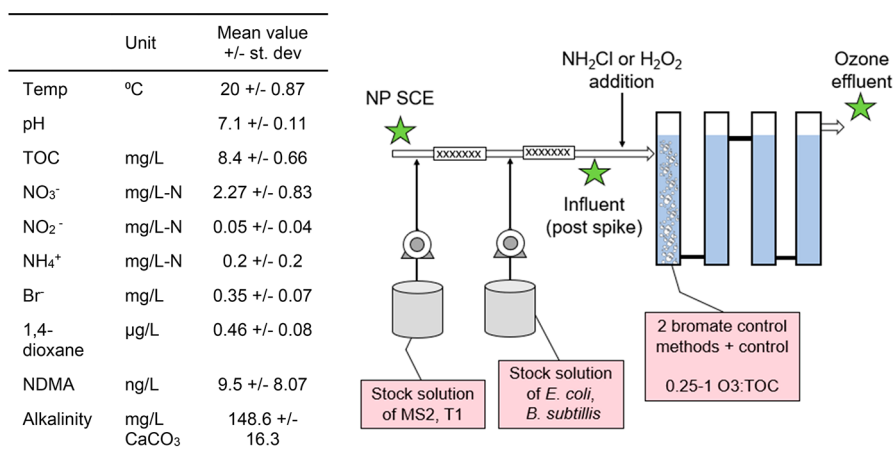 Unit
Mean value
+/- st. dev
Temp ºC 20 +/- 0.87
pH 7.1 +/- 0.11
TOC mg/L 8.4 +/- 0.66
NO₃⁻ mg/L-N 2.27 +/- 0.83
NO₂⁻ mg/L-N 0.05 +/- 0.04
NH₄⁺ mg/L-N 0.2 +/- 0.2
Br⁻ mg/L 0.35 +/- 0.07
1,4-
dioxane µg/L 0.46 +/- 0.08
NDMA ng/L 9.5 +/- 8.07
Alkalinity mg/L 148.6 +/-
CaCO₃ 16.3
NP SCE
XXXXXXX
XXXXXXX
NH₂Cl or H₂O₂
addition
Ozone
effluent
Influent
(post spike)
Stock solution
of MS2, T1
Stock solution
of E. coli,
B. subtillis
2 bromate control
methods + control
0.25-1 O3:TOC